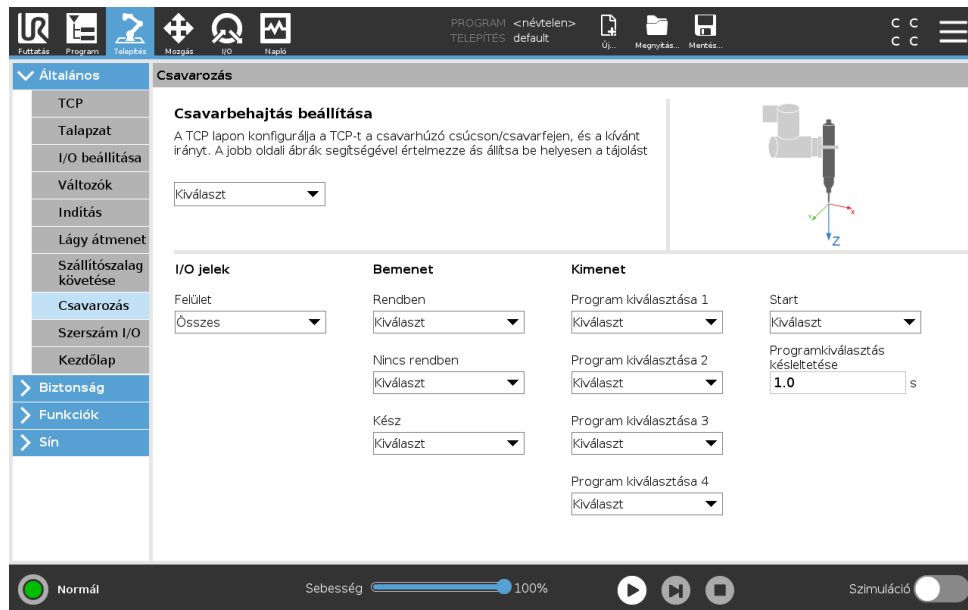 UR
PROGRAM <névtelen>
TELEPÍTÉS default
C C
C C
Futtatás Program Telepítés Mozgás I/O Napló Új... Megnyitás... Mentés...
Általános
TCP
Talapzat
I/O beállítása
Változók
Indítás
Lágy átmenet
Szállítószalag
követése
Csavarozás
Szerszám I/O
Kezdőlap
Biztonság
Funkciók
Sín
Csavarozás
Csavarbehajtás beállítása
A TCP lapon konfigurálja a TCP-t a csavarhúzó csúcson/csavarfejen, és a kívánt
irányt. A jobb oldali ábrák segítségével értelmezze ás állítsa be helyesen a tájolást
Kiválaszt
Y
X
Z
I/O jelek
Felület
Összes
Bemenet
Rendben
Kiválaszt
Nincs rendben
Kiválaszt
Kész
Kiválaszt
Kimenet
Program kiválasztása 1
Kiválaszt
Program kiválasztása 2
Kiválaszt
Program kiválasztása 3
Kiválaszt
Program kiválasztása 4
Kiválaszt
Start
Kiválaszt
Programkiválasztás
késleltetése
1.0 s
Normál
Sebesség 100%
Szimuláció